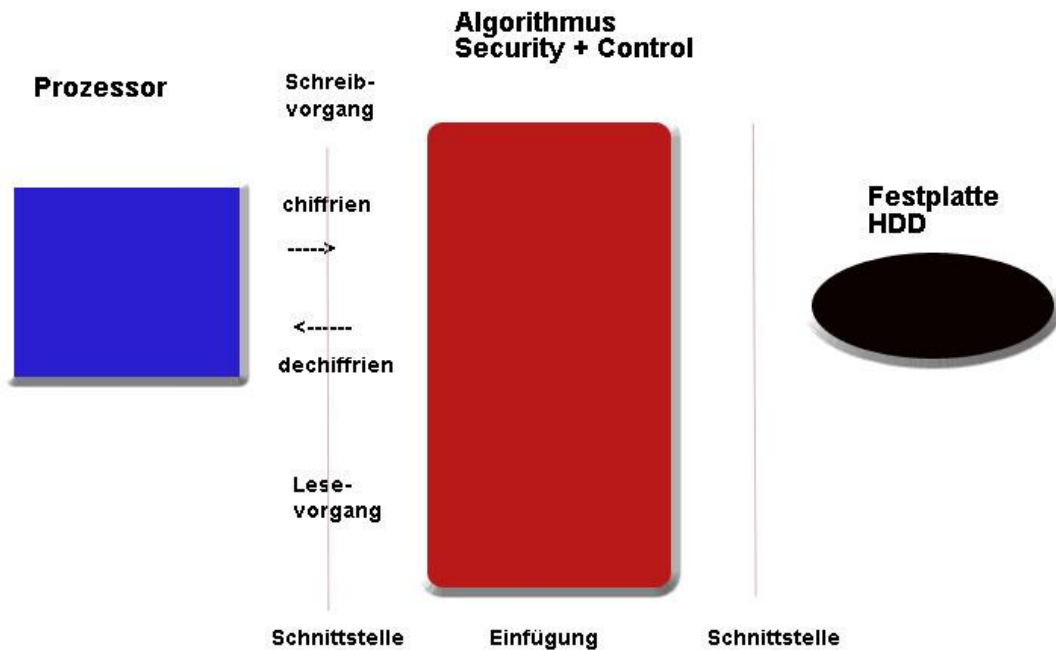 Algorithmus
Security + Control
Prozessor
Schreib-
vorgang
chiffrien
----->
<------
dechiffrien
Festplatte
HDD
Lese-
vorgang
Schnittstelle
Einfügung
Schnittstelle